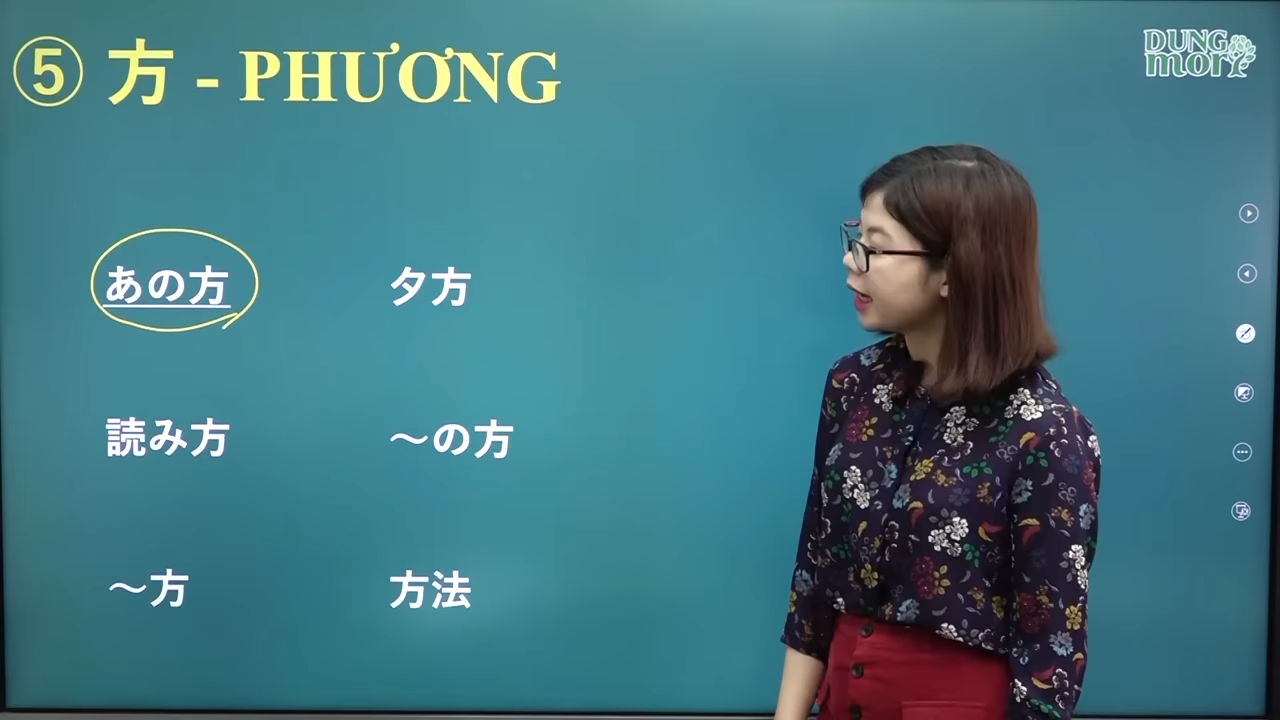 ⑤ 方 - PHƯƠNG
DUNG
mori
あの方
夕方
読み方
～の方
～方
方法